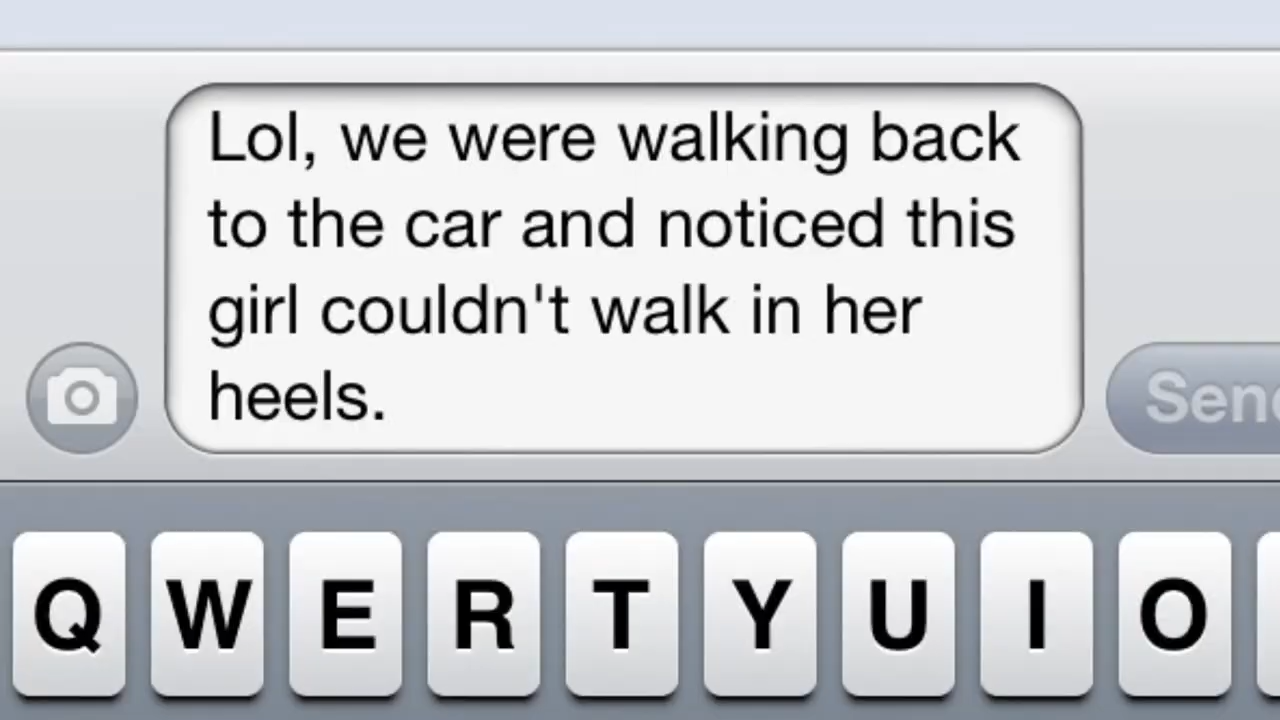 Lol, we were walking back
to the car and noticed this
girl couldn't walk in her
heels.
Sen
Q W E R T Y U I O